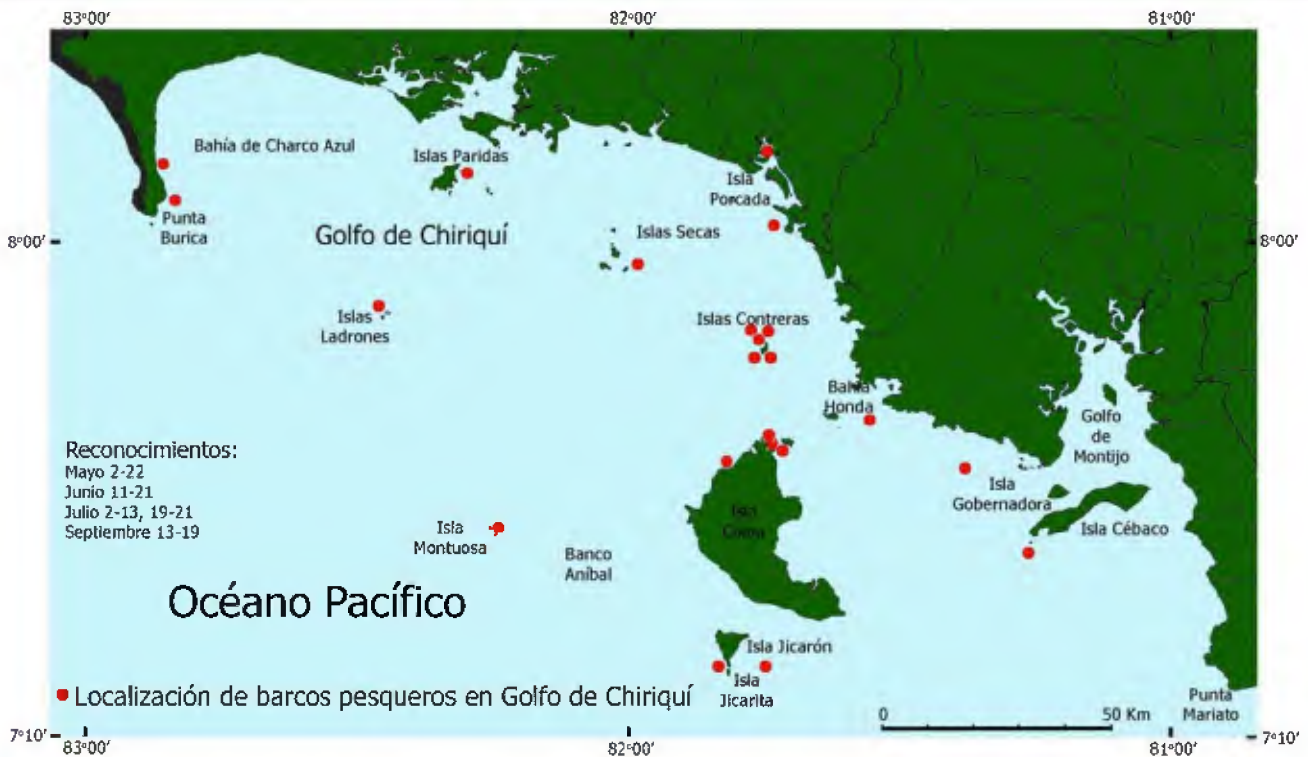 83°00'
82°00'
81°00'
Bahía de Charco Azul
Islas Paridas
Isla
Porcada
Punta
Burica
Golfo de Chiriquí
Islas Secas
8°00'
8°00'
Islas
Ladrones
Islas Contreras
Bahía
Honda
Golfo
de
Montijo
Reconocimientos:
Mayo 2-22
Junio 11-21
Julio 2-13, 19-21
Septiembre 13-19
Isla
Gobernadora
Isla
Coiba
Isla
Montuosa
Isla Cébaco
Banco
Aníbal
Océano Pacífico
Isla Jicarón
Isla
Jicarita
Localización de barcos pesqueros en Golfo de Chiriquí
Punta
Mariato
0
50 Km
7°10'
7°10'
83°00'
82°00'
81°00'